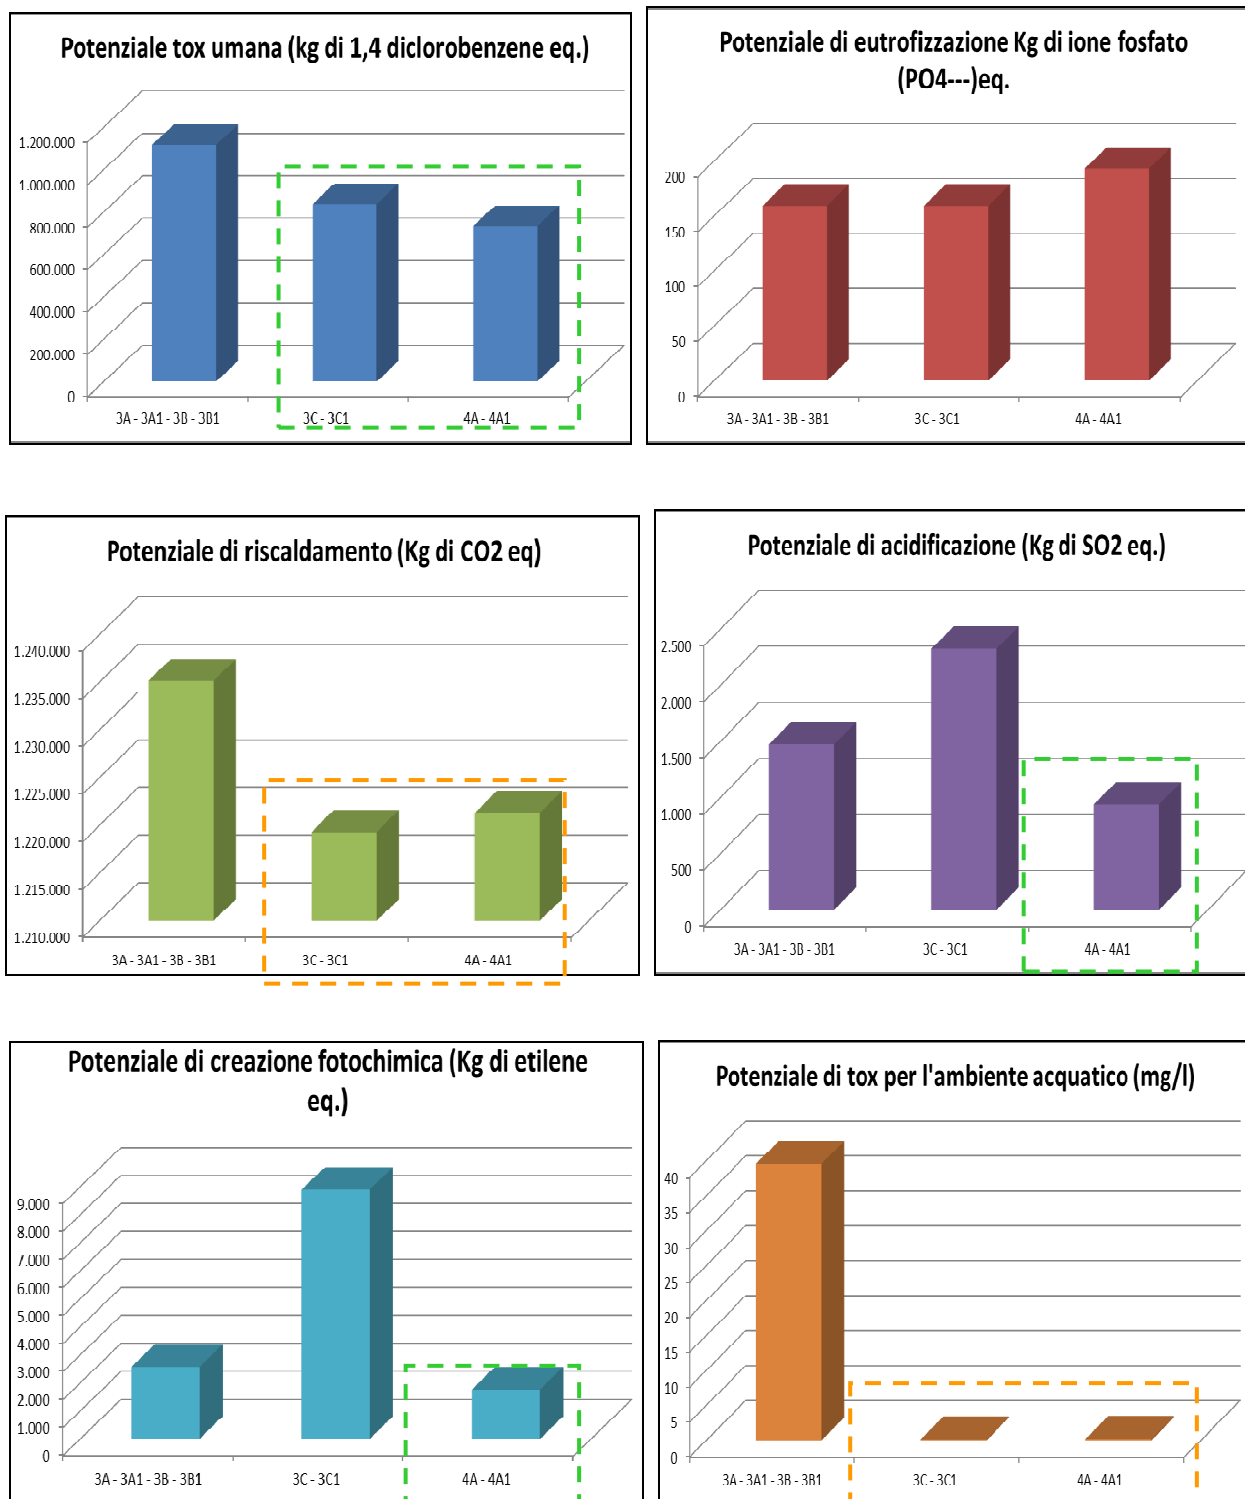 Potenziale tox umana (kg di 1,4 diclorobenzene eq.)
1.200.000
1.000.000
800.000
600.000
400.000
200.000
0
3A - 3A1 - 3B - 3B1
3C - 3C1
4A - 4A1
Potenziale di eutrofizzazione Kg di ione fosfato
(PO4---)eq.
200
150
100
50
0
3A - 3A1 - 3B - 3B1
3C - 3C1
4A - 4A1
Potenziale di riscaldamento (Kg di CO2 eq)
1.240.000
1.235.000
1.230.000
1.225.000
1.220.000
1.215.000
1.210.000
3A - 3A1 - 3B - 3B1
3C - 3C1
4A - 4A1
Potenziale di acidificazione (Kg di SO2 eq.)
2.500
2.000
1.500
1.000
500
0
3A - 3A1 - 3B - 3B1
3C - 3C1
4A - 4A1
Potenziale di creazione fotochimica (Kg di etilene
eq.)
9.000
8.000
7.000
6.000
5.000
4.000
3.000
2.000
1.000
0
3A - 3A1 - 3B - 3B1
3C - 3C1
4A - 4A1
Potenziale di tox per l'ambiente acquatico (mg/l)
40
35
30
25
20
15
10
5
0
3A - 3A1 - 3B - 3B1
3C - 3C1
4A - 4A1